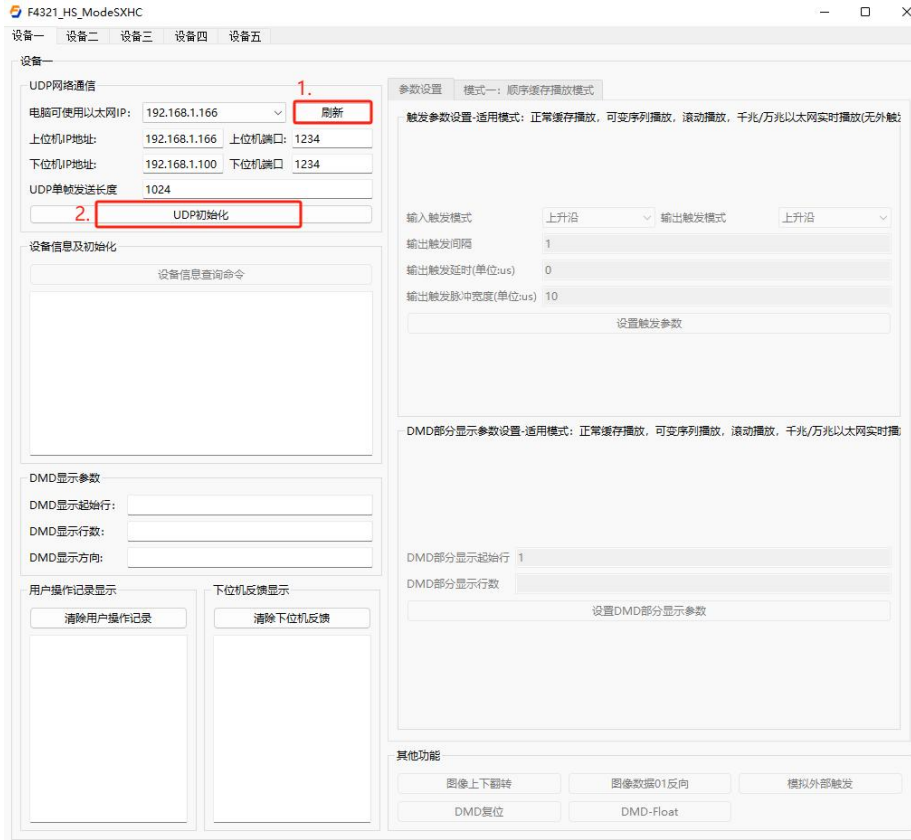 F4321_HS_ModeSXHC
设备一 设备二 设备三 设备四 设备五
设备一
UDP网络通信
电脑可使用以太网IP: 192.168.1.166 1. 刷新
上位机IP地址: 192.168.1.166 上位机端口: 1234
下位机IP地址: 192.168.1.100 下位机端口 1234
UDP单帧发送长度 1024
2. UDP初始化
设备信息及初始化
设备信息查询命令
DMD显示参数
DMD显示起始行:
DMD显示行数:
DMD显示方向:
用户操作记录显示
清除用户操作记录
下位机反馈显示
清除下位机反馈
参数设置 模式一：顺序缓存播放模式
触发参数设置-适用模式：正常缓存播放，可变序列播放，滚动播放，千兆/万兆以太网实时播放(无外触发
输入触发模式 上升沿 输出触发模式 上升沿
输出触发间隔 1
输出触发延时(单位:us) 0
输出触发脉冲宽度(单位:us) 10
设置触发参数
DMD部分显示参数设置-适用模式：正常缓存播放，可变序列播放，滚动播放，千兆/万兆以太网实时播
DMD部分显示起始行 1
DMD部分显示行数
设置DMD部分显示参数
其他功能
图像上下翻转 图像数据01反向 模拟外部触发
DMD复位 DMD-Float